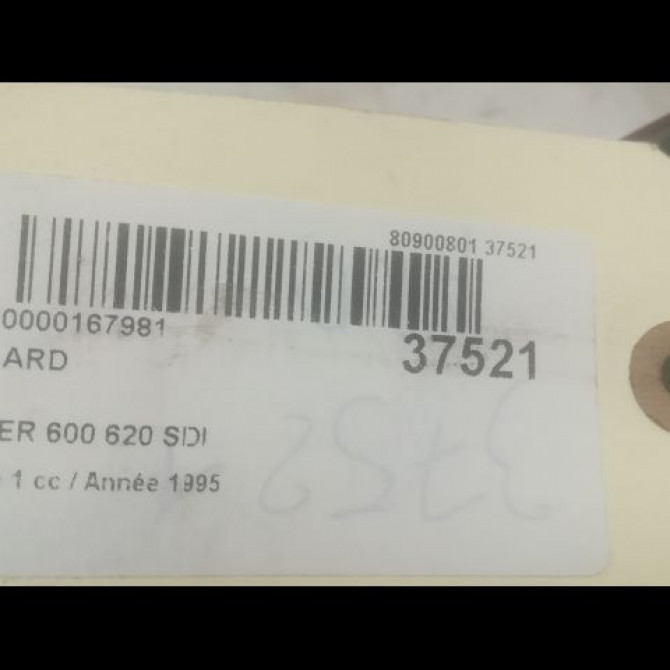 80900801 37521
0000167981
37521
ARD
ER 600 620 SDI
1 cc / Année 1995